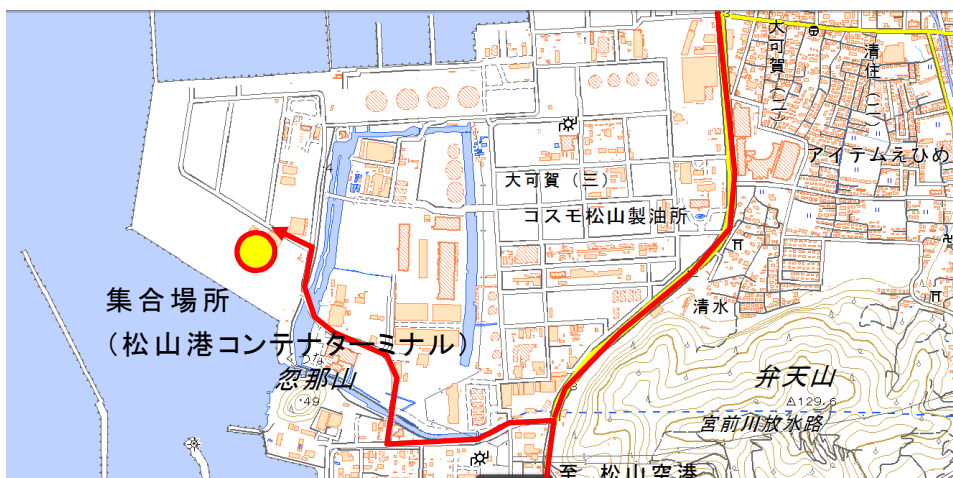 大可賀(二)
清住(二)
アイテムえひめ
大可賀(三)
コスモ松山製油所
集合場所
(松山港コンテナターミナル)
清水
忽那山
・49
弁天山
△129.6
宮前川放水路
至 松山空港